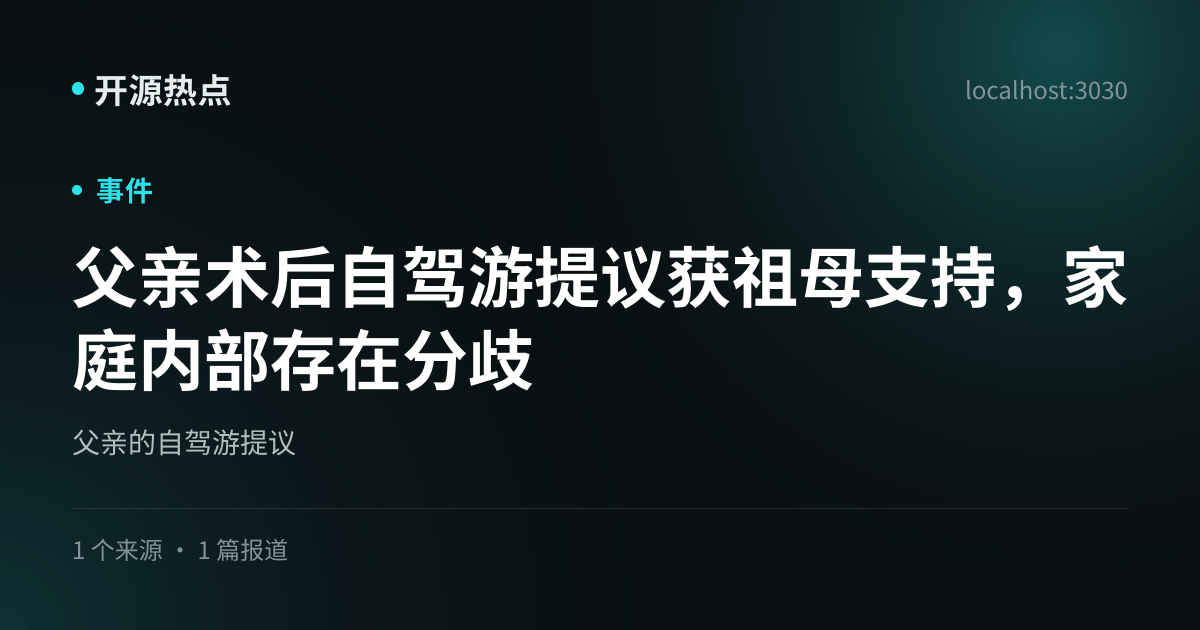 开源热点
localhost:3030
事件
父亲术后自驾游提议获祖母支持，家
庭内部存在分歧
父亲的自驾游提议
1 个来源 · 1 篇报道